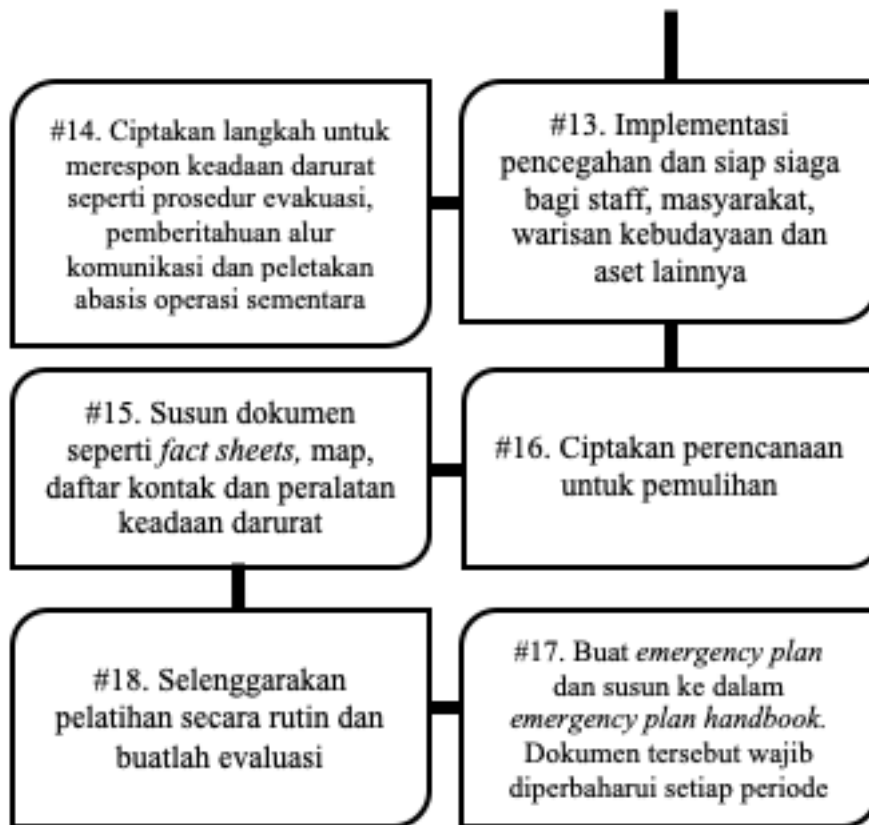 #14. Ciptakan langkah untuk
merespon keadaan darurat
seperti prosedur evakuasi,
pemberitahuan alur
komunikasi dan peletakan
abasis operasi sementara
#13. Implementasi
pencegahan dan siap siaga
bagi staff, masyarakat,
warisan kebudayaan dan
aset lainnya
#15. Susun dokumen
seperti fact sheets, map,
daftar kontak dan peralatan
keadaan darurat
#16. Ciptakan perencanaan
untuk pemulihan
#18. Selenggarakan
pelatihan secara rutin dan
buatlah evaluasi
#17. Buat emergency plan
dan susun ke dalam
emergency plan handbook.
Dokumen tersebut wajib
diperbaharui setiap periode